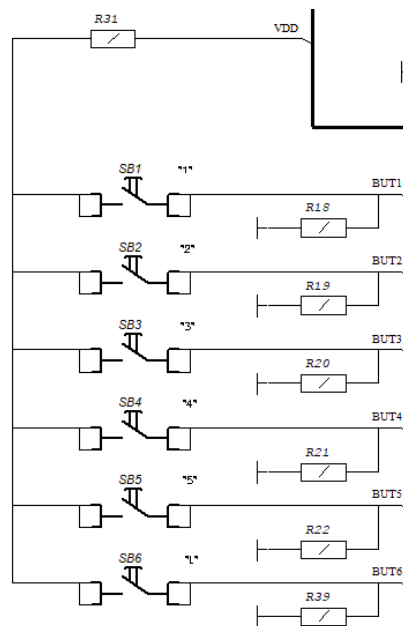 R31
VDD
SB1 "1"
BUT1
R18
SB2 "2"
BUT2
R19
SB3 "3"
BUT3
R20
SB4 "4"
BUT4
R21
SB5 "5"
BUT5
R22
SB6 "L"
BUT6
R39